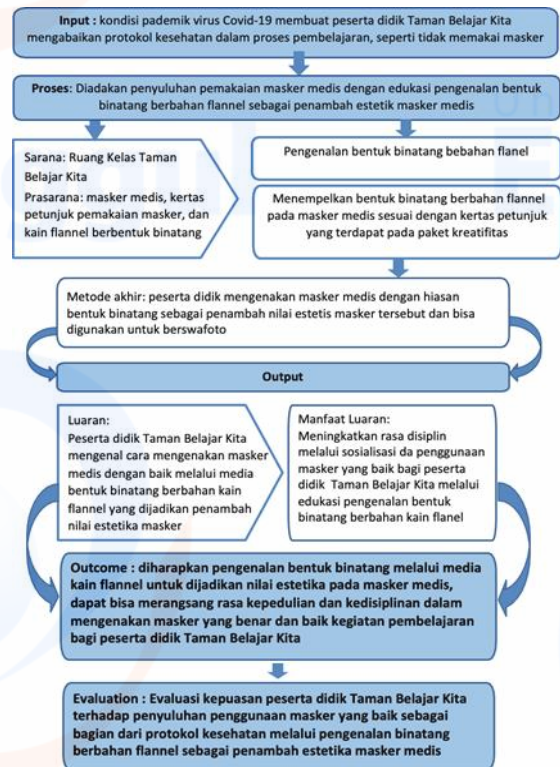 Input : kondisi pademik virus Covid-19 membuat peserta didik Taman Belajar Kita
mengabaikan protokol kesehatan dalam proses pembelajaran, seperti tidak memakai masker
Proses: Diadakan penyuluhan pemakaian masker medis dengan edukasi pengenalan bentuk
binatang berbahan flannel sebagai penambah estetik masker medis
Sarana: Ruang Kelas Taman
Belajar Kita
Prasarana: masker medis, kertas
petunjuk pemakaian masker, dan
kain flannel berbentuk binatang
Pengenalan bentuk binatang bebahan flanel
Menempelkan bentuk binatang berbahan flannel
pada masker medis sesuai dengan kertas petunjuk
yang terdapat pada paket kreatifitas
Metode akhir: peserta didik mengenakan masker medis dengan hiasan
bentuk binatang sebagai penambah nilai estetis masker tersebut dan bisa
digunakan untuk berswafoto
Output
Luaran:
Peserta didik Taman Belajar Kita
mengenal cara mengenakan masker
medis dengan baik melalui media
bentuk binatang berbahan kain
flannel yang dijadikan penambah
nilai estetika masker
Manfaat Luaran:
Meningkatkan rasa disiplin
melalui sosialisasi da penggunaan
masker yang baik bagi peserta
didik Taman Belajar Kita melalui
edukasi pengenalan bentuk
binatang berbahan kain flanel
Outcome : diharapkan pengenalan bentuk binatang melalui media
kain flannel untuk dijadikan nilai estetika pada masker medis,
dapat bisa merangsang rasa kepedulian dan kedisiplinan dalam
mengenakan masker yang benar dan baik kegiatan pembelajaran
bagi peserta didik Taman Belajar Kita
Evaluation : Evaluasi kepuasan peserta didik Taman Belajar Kita
terhadap penyuluhan penggunaan masker yang baik sebagai
bagian dari protokol kesehatan melalui pengenalan binatang
berbahan flannel sebagai penambah estetika masker medis